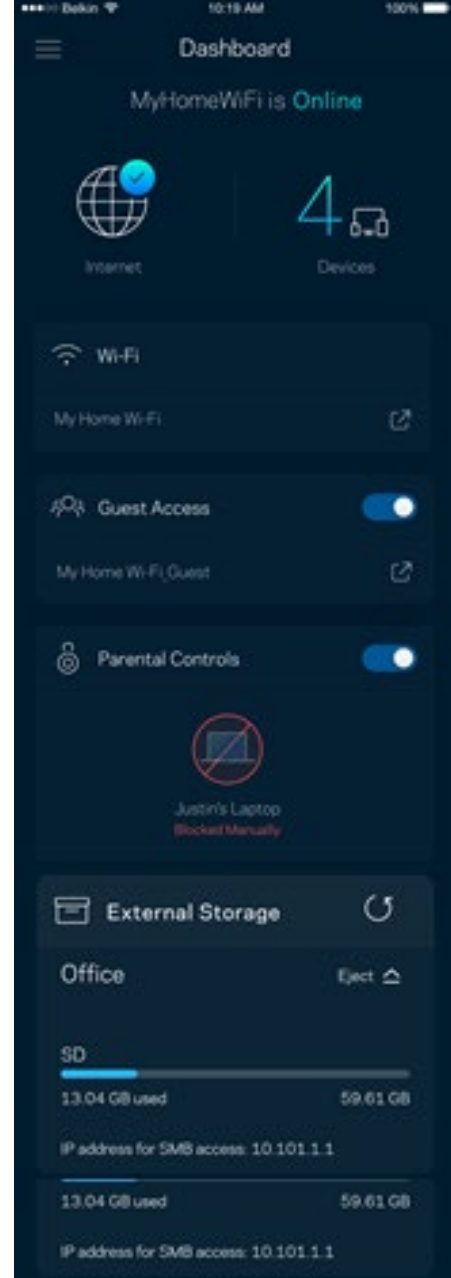 Belkin 10:19 AM 100%
Dashboard
MyHomeWiFi is Online
4
Internet Devices
Wi-Fi
My Home Wi-Fi
Guest Access
My Home Wi-Fi_Guest
Parental Controls
Justin's Laptop
Blocked Manually
External Storage
Office Eject
SD
13.04 GB used 59.61 GB
IP address for SMB access: 10.101.1.1
13.04 GB used 59.61 GB
IP address for SMB access: 10.101.1.1